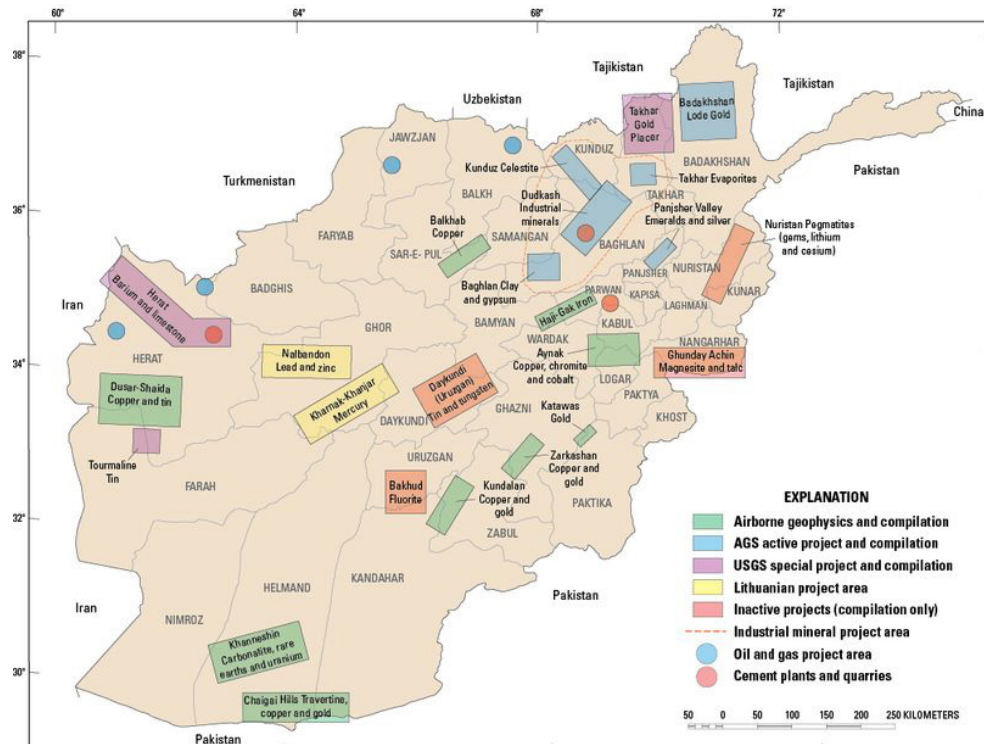 60°
64°
68°
72°
38°
36°
34°
32°
30°
Tajikistan
Tajikistan
Uzbekistan
China
Pakistan
Turkmenistan
Iran
Iran
Pakistan
Pakistan
JAWZJAN
KUNDUZ
BADAKHSHAN
BALKH
TAKHAR
FARYAB
SAR-E- PUL
SAMANGAN
BAGHLAN
BADGHIS
PANJSHER
NURISTAN
KUNAR
PARWAN
KAPISA
LAGHMAN
GHOR
BAMYAN
KABUL
WARDAK
NANGARHAR
HERAT
LOGAR
PAKTYA
KHOST
DAYKUNDI
GHAZNI
URUZGAN
FARAH
PAKTIKA
ZABUL
KANDAHAR
HELMAND
NIMROZ
Takhar
Gold
Placer
Badakhshan
Lode Gold
Kunduz Celestite
Takhar Evaporites
Dudkash
Industrial
minerals
Panjsher Valley
Emeralds and silver
Nuristan Pegmatites
(gems, lithium
and cesium)
Balkhab
Copper
Baghlan Clay
and gypsum
Haji-Gak Iron
Herat
Barium and limestone
Nalbandon
Lead and zinc
Aynak
Copper, chromite
and cobalt
Ghunday Achin
Magnesite and talc
Dusar-Shaida
Copper and tin
Kharnak-Khanjar
Mercury
Daykundi
(Uruzgan)
Tin and tungsten
Katawas
Gold
Tourmaline
Tin
Zarkashan
Copper and
gold
Bakhud
Fluorite
Kundalan
Copper and
gold
Khanneshin
Carbonatite, rare
earths and uranium
Chaigai Hills Travertine,
copper and gold
EXPLANATION
Airborne geophysics and compilation
AGS active project and compilation
USGS special project and compilation
Lithuanian project area
Inactive projects (compilation only)
Industrial mineral project area
Oil and gas project area
Cement plants and quarries
50 0 50 100 150 200 250 KILOMETERS